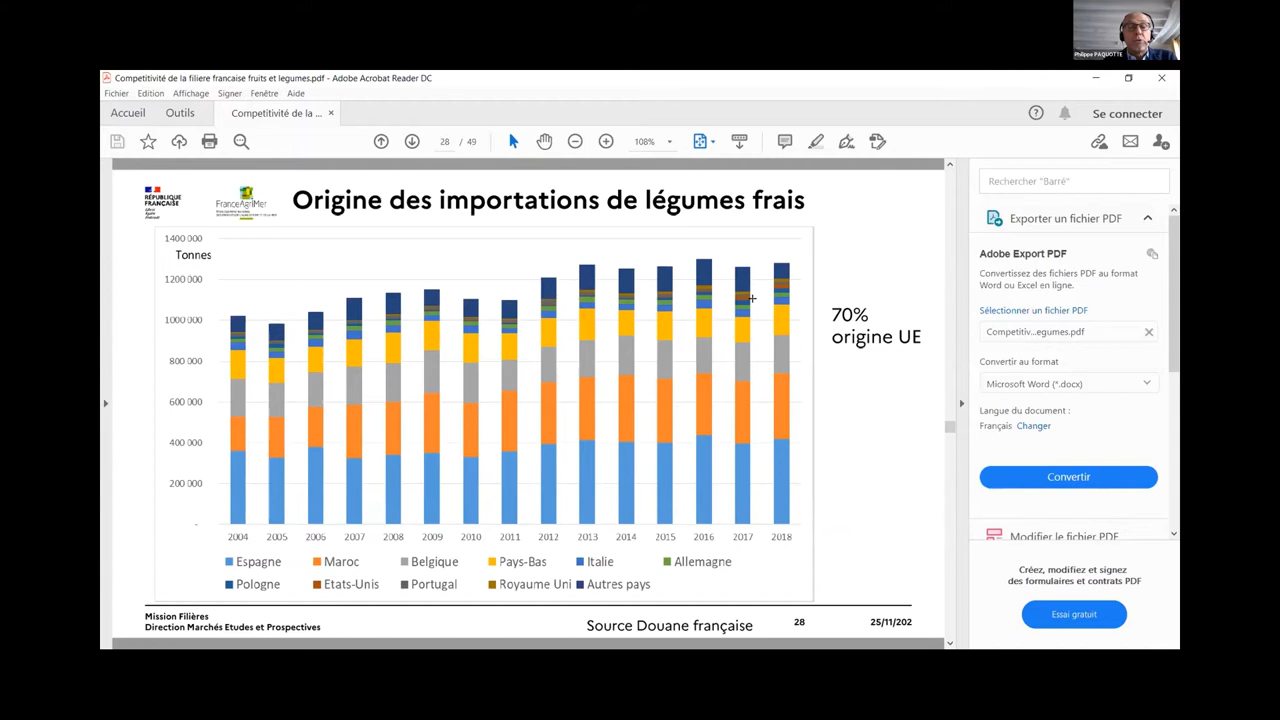 Philippe PAQUOTTE
Competitivité de la filiere francaise fruits et legumes.pdf - Adobe Acrobat Reader DC
Fichier Edition Affichage Signer Fenêtre Aide
Accueil Outils Competitivité de la ... × Se connecter
28 / 49 108%
RÉPUBLIQUE
FRANÇAISE
FranceAgriMer
Origine des importations de légumes frais
1400 000
Tonnes
1200 000
1000 000
800 000
600 000
400 000
200 000
-
2004 2005 2006 2007 2008 2009 2010 2011 2012 2013 2014 2015 2016 2017 2018
Espagne Maroc Belgique Pays-Bas Italie Allemagne
Pologne Etats-Unis Portugal Royaume Uni Autres pays
70%
origine UE
Mission Filières
Direction Marchés Etudes et Prospectives
Source Douane française
28
25/11/202
Rechercher "Barré"
Exporter un fichier PDF
Adobe Export PDF
Convertissez des fichiers PDF au format
Word ou Excel en ligne.
Sélectionner un fichier PDF
Competitiv...egumes.pdf
Convertir au format
Microsoft Word (*.docx)
Langue du document :
Français Changer
Convertir
Modifier le fichier PDF
Créez, modifiez et signez
des formulaires et contrats PDF
Essai gratuit